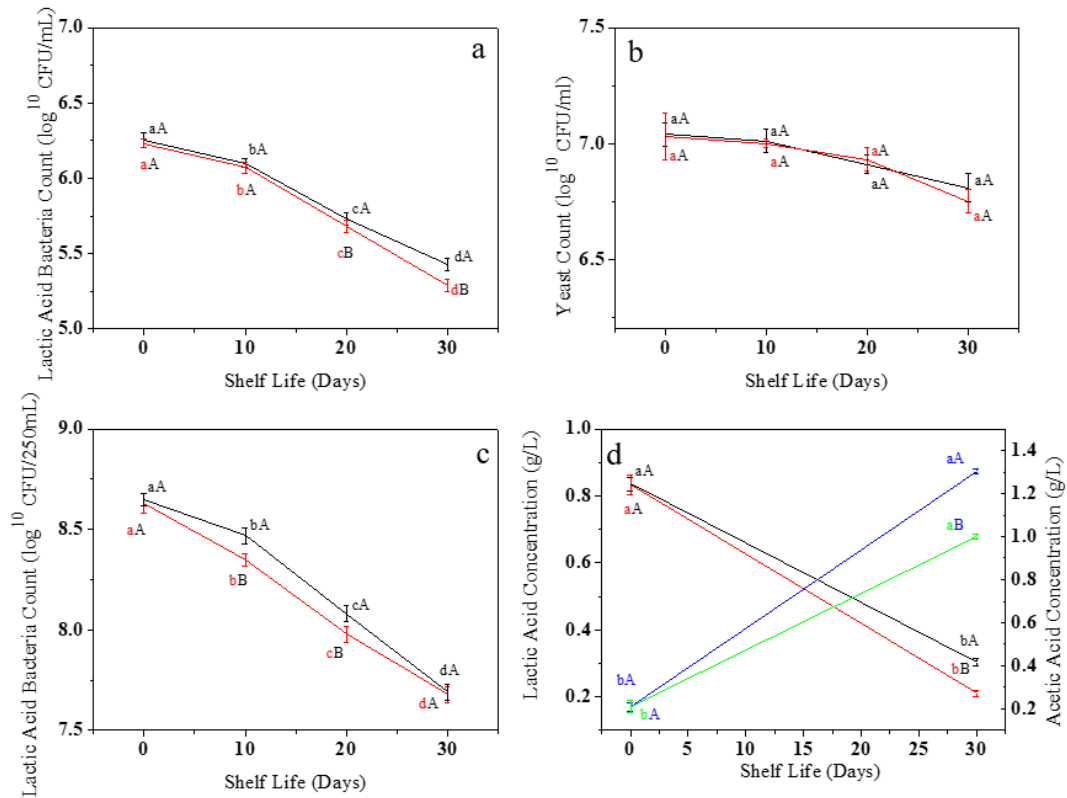 a
Lactic Acid Bacteria Count (log10 CFU/mL)
7.0
6.5
6.0
5.5
5.0
aA
aA
bA
bA
cA
cB
dA
dB
0 10 20 30
Shelf Life (Days)
b
Yeast Count (log10 CFU/ml)
7.5
7.0
6.5
aA
aA
aA
aA
aA
aA
aA
aA
0 10 20 30
Shelf Life (Days)
c
Lactic Acid Bacteria Count (log10 CFU/250mL)
9.0
8.5
8.0
7.5
aA
aA
bA
bB
cA
cB
dA
dA
0 10 20 30
Shelf Life (Days)
d
Lactic Acid Concentration (g/L)
1.0
0.8
0.6
0.4
0.2
aA
aA
bA
bA
aA
aB
bA
bB
0 5 10 15 20 25 30
Shelf Life (Days)
1.4
1.2
1.0
0.8
0.6
0.4
0.2
Acetic Acid Concentration (g/L)